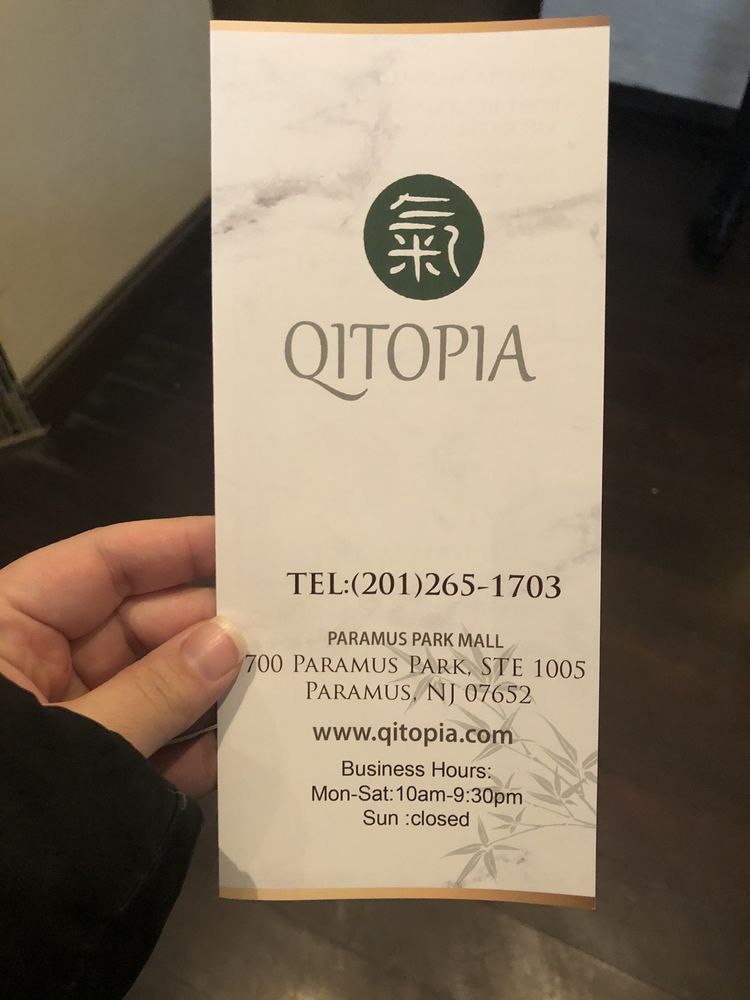 氣
QITOPIA
TEL:(201)265-1703
PARAMUS PARK MALL
700 PARAMUS PARK, STE 1005
PARAMUS, NJ 07652
www.qitopia.com
Business Hours:
Mon-Sat:10am-9:30pm
Sun :closed